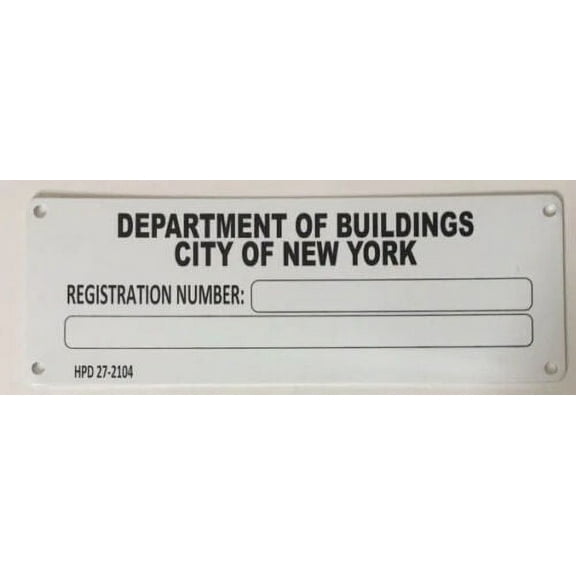 DEPARTMENT OF BUILDINGS
CITY OF NEW YORK
REGISTRATION NUMBER:
HPD 27-2104